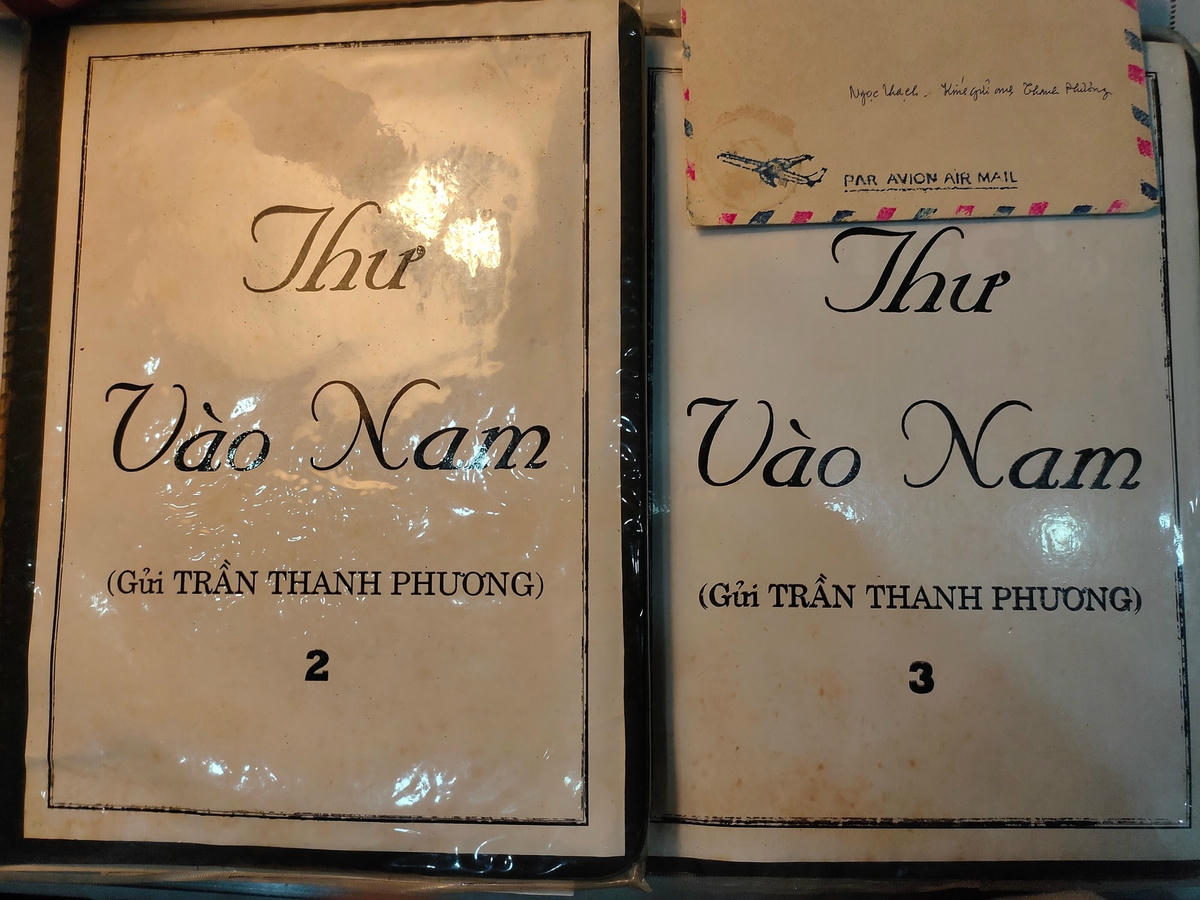 Thư
Vào Nam
(Gửi TRẦN THANH PHƯƠNG)
2
Ngọc Thạch. Kính gửi anh Thanh Phương
PAR AVION AIR MAIL
Thư
Vào Nam
(Gửi TRẦN THANH PHƯƠNG)
3